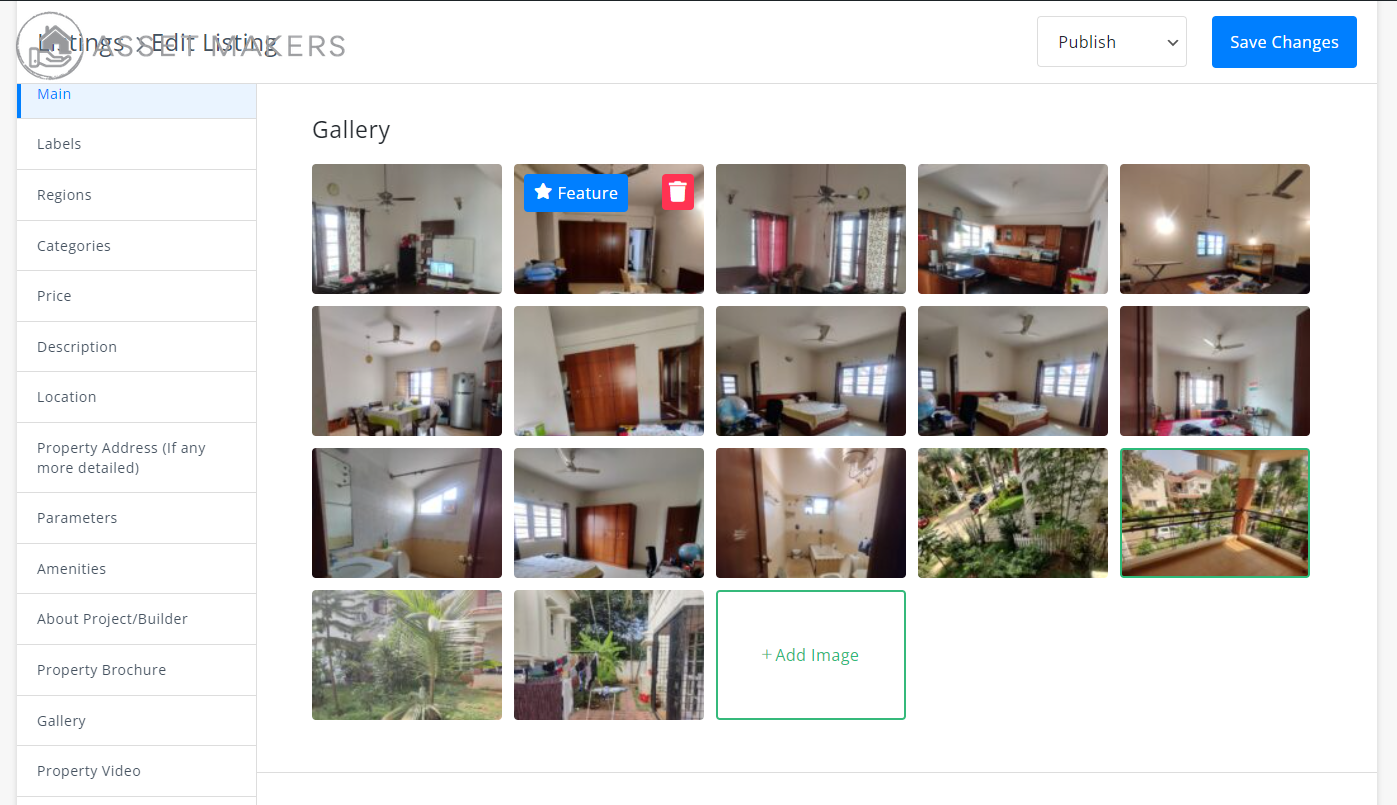 Listings > Edit Listing
ASSET MAKERS
Publish
Save Changes
Main
Labels
Regions
Categories
Price
Description
Location
Property Address (If any
more detailed)
Parameters
Amenities
About Project/Builder
Property Brochure
Gallery
Property Video
Gallery
Feature
+ Add Image